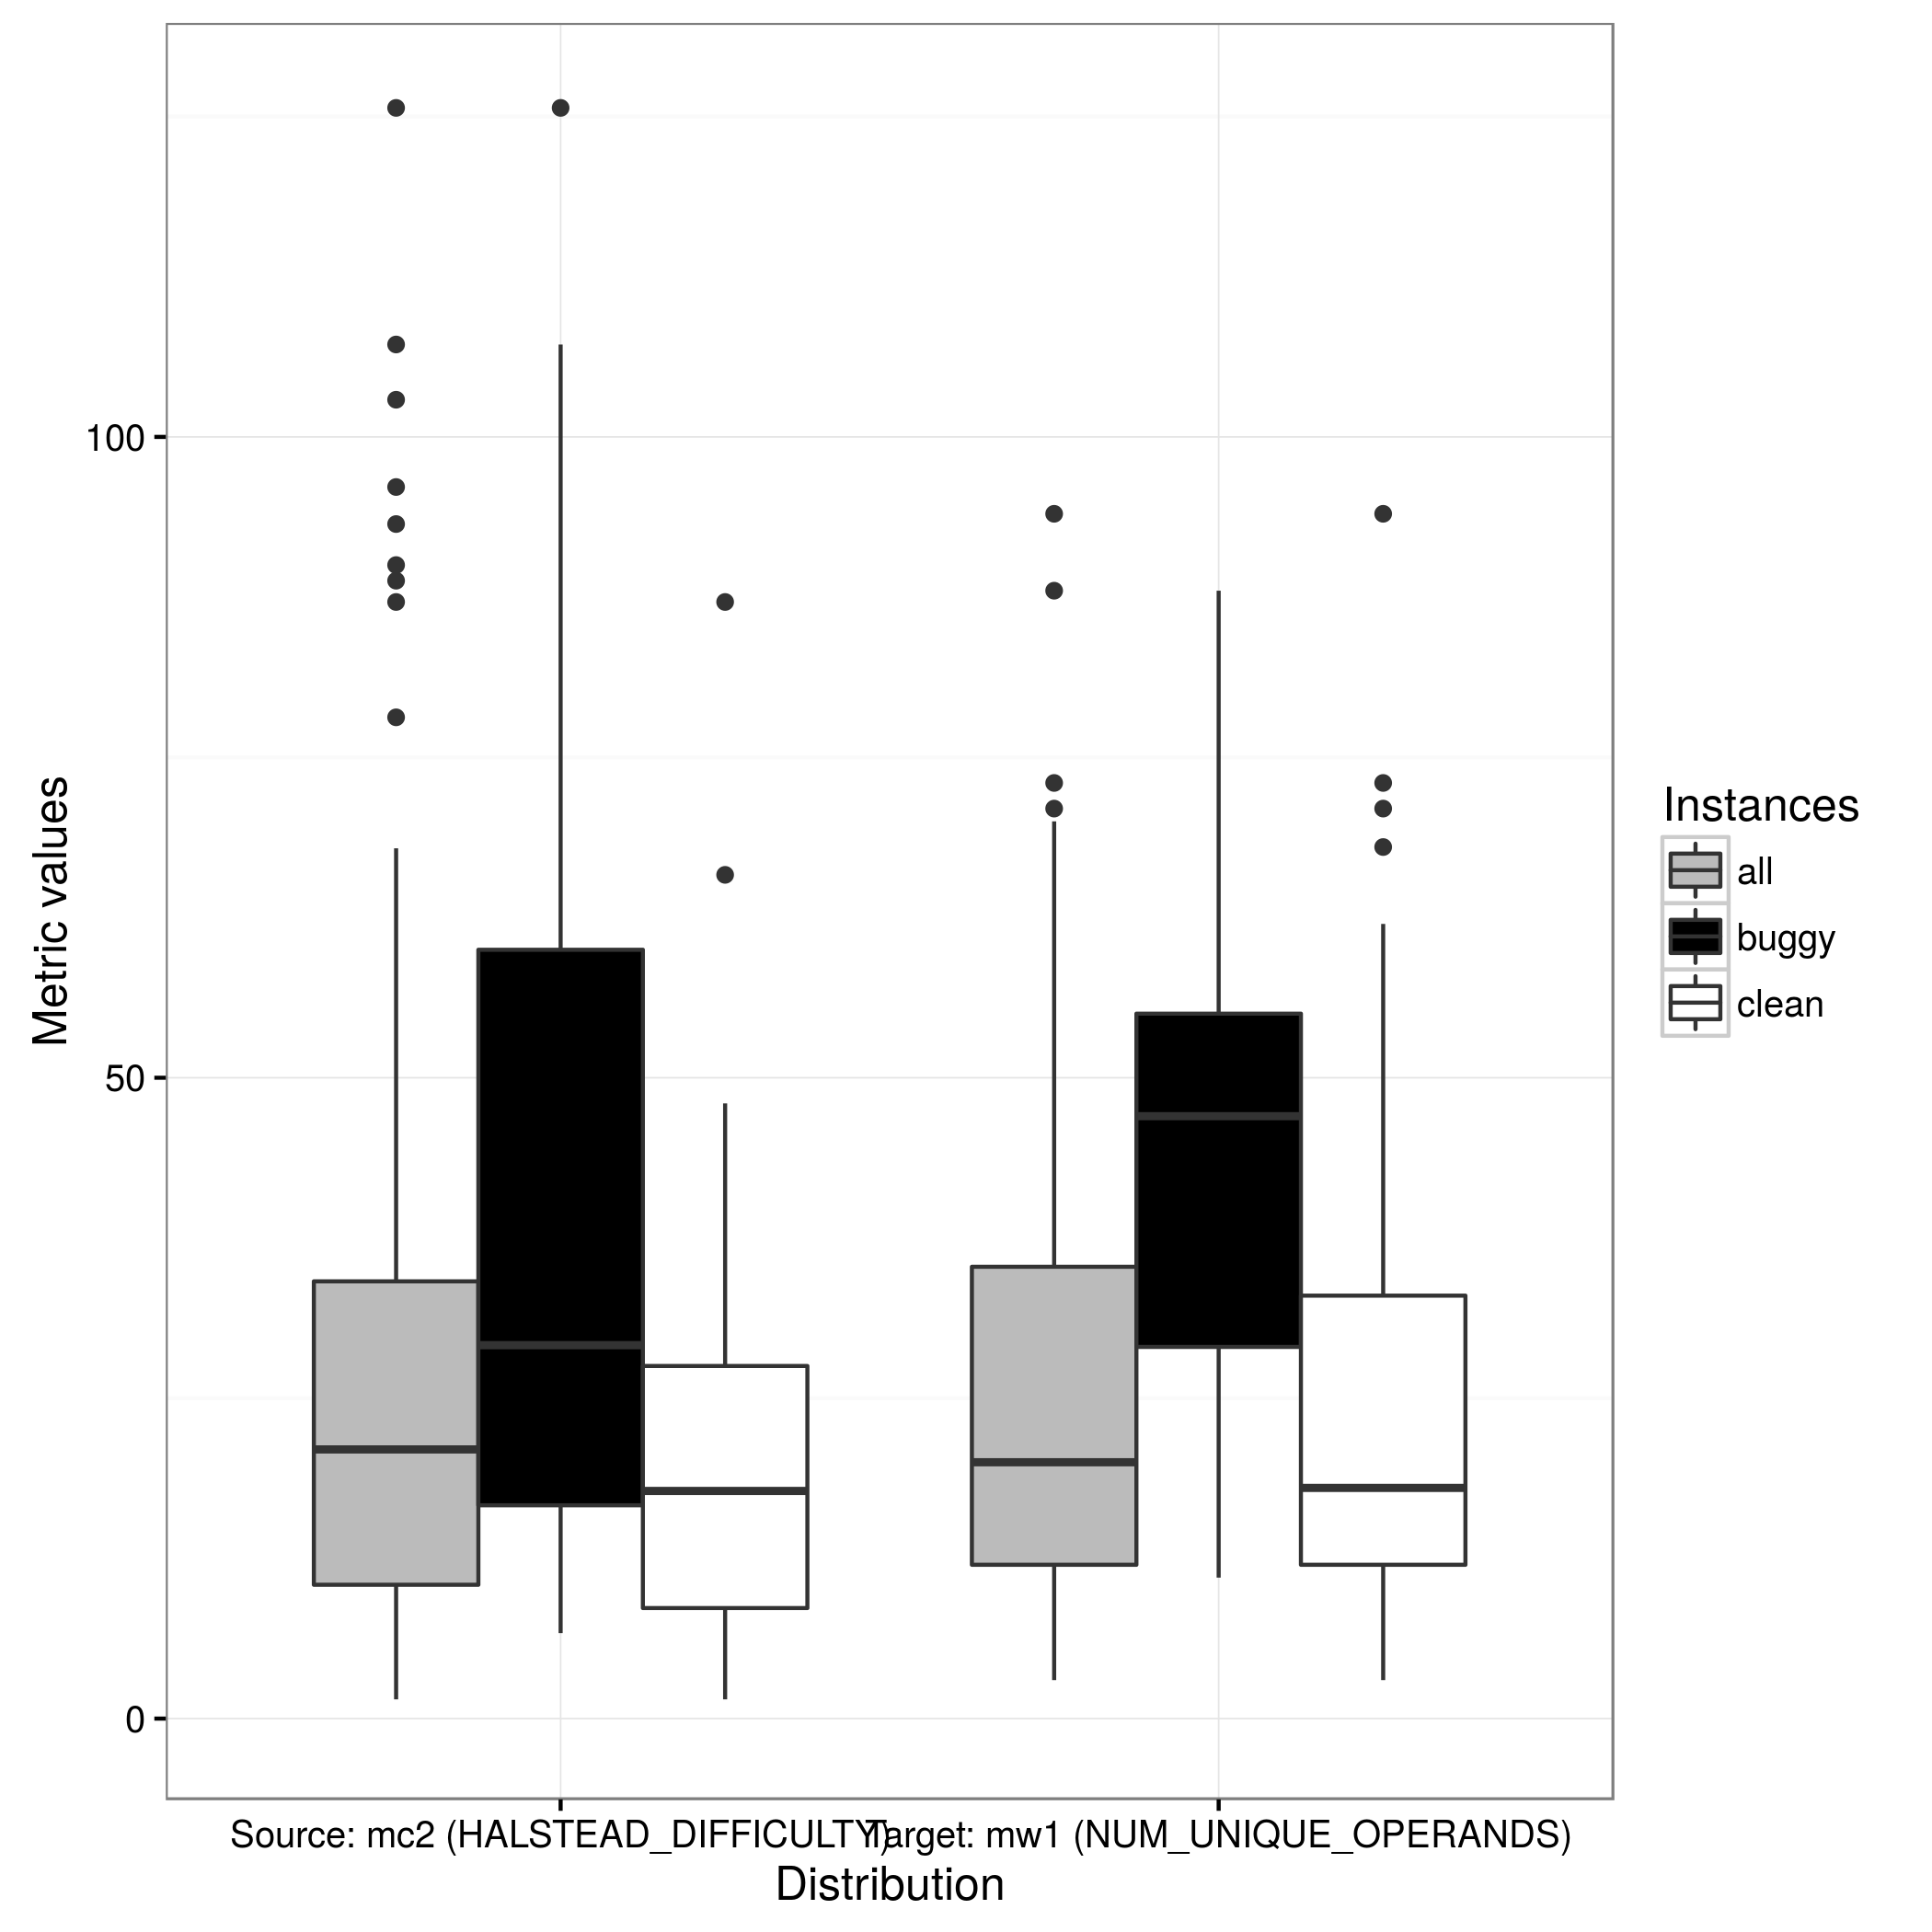 100
50
0
Metric values
Source: mc2 (HALSTEAD_DIFFICULTY)
Target: mw1 (NUM_UNIQUE_OPERANDS)
Distribution
Instances
all
buggy
clean